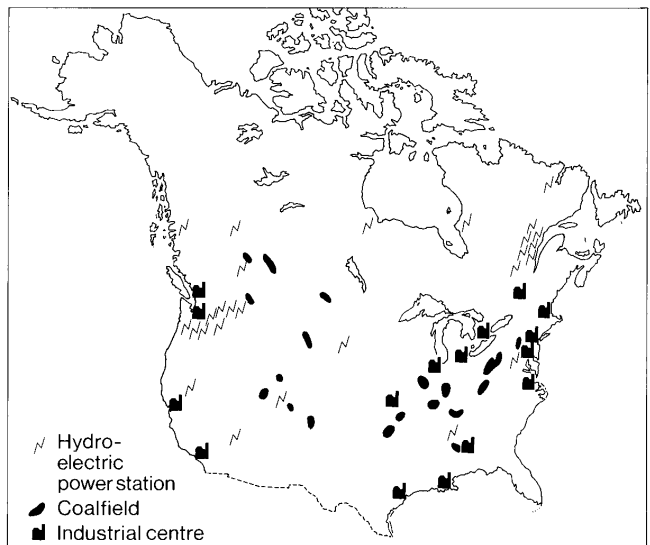 Hydro-
electric
power station
Coalfield
Industrial centre